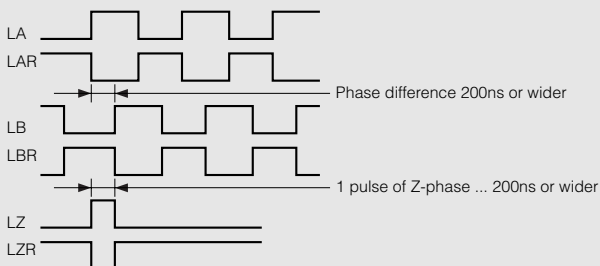 LA
LAR
Phase difference 200ns or wider
LB
LBR
1 pulse of Z-phase ... 200ns or wider
LZ
LZR